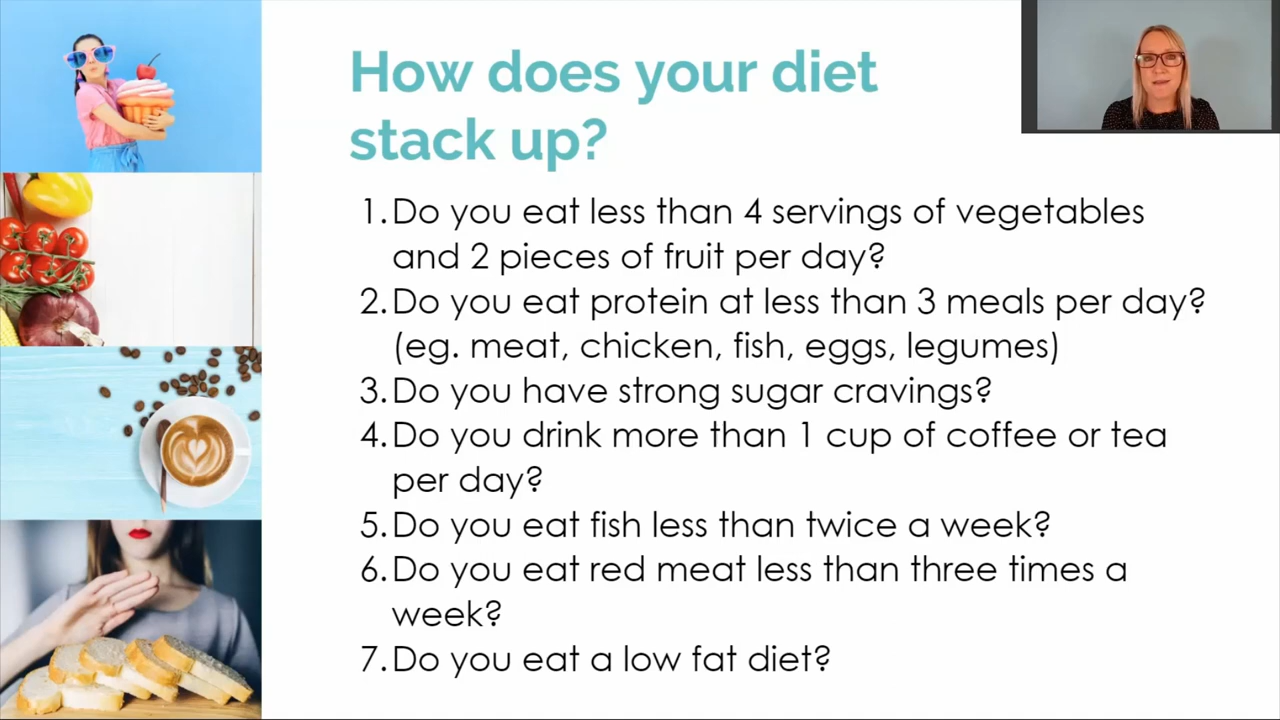 How does your diet
stack up?
1. Do you eat less than 4 servings of vegetables
and 2 pieces of fruit per day?
2. Do you eat protein at less than 3 meals per day?
(eg. meat, chicken, fish, eggs, legumes)
3. Do you have strong sugar cravings?
4. Do you drink more than 1 cup of coffee or tea
per day?
5. Do you eat fish less than twice a week?
6. Do you eat red meat less than three times a
week?
7. Do you eat a low fat diet?